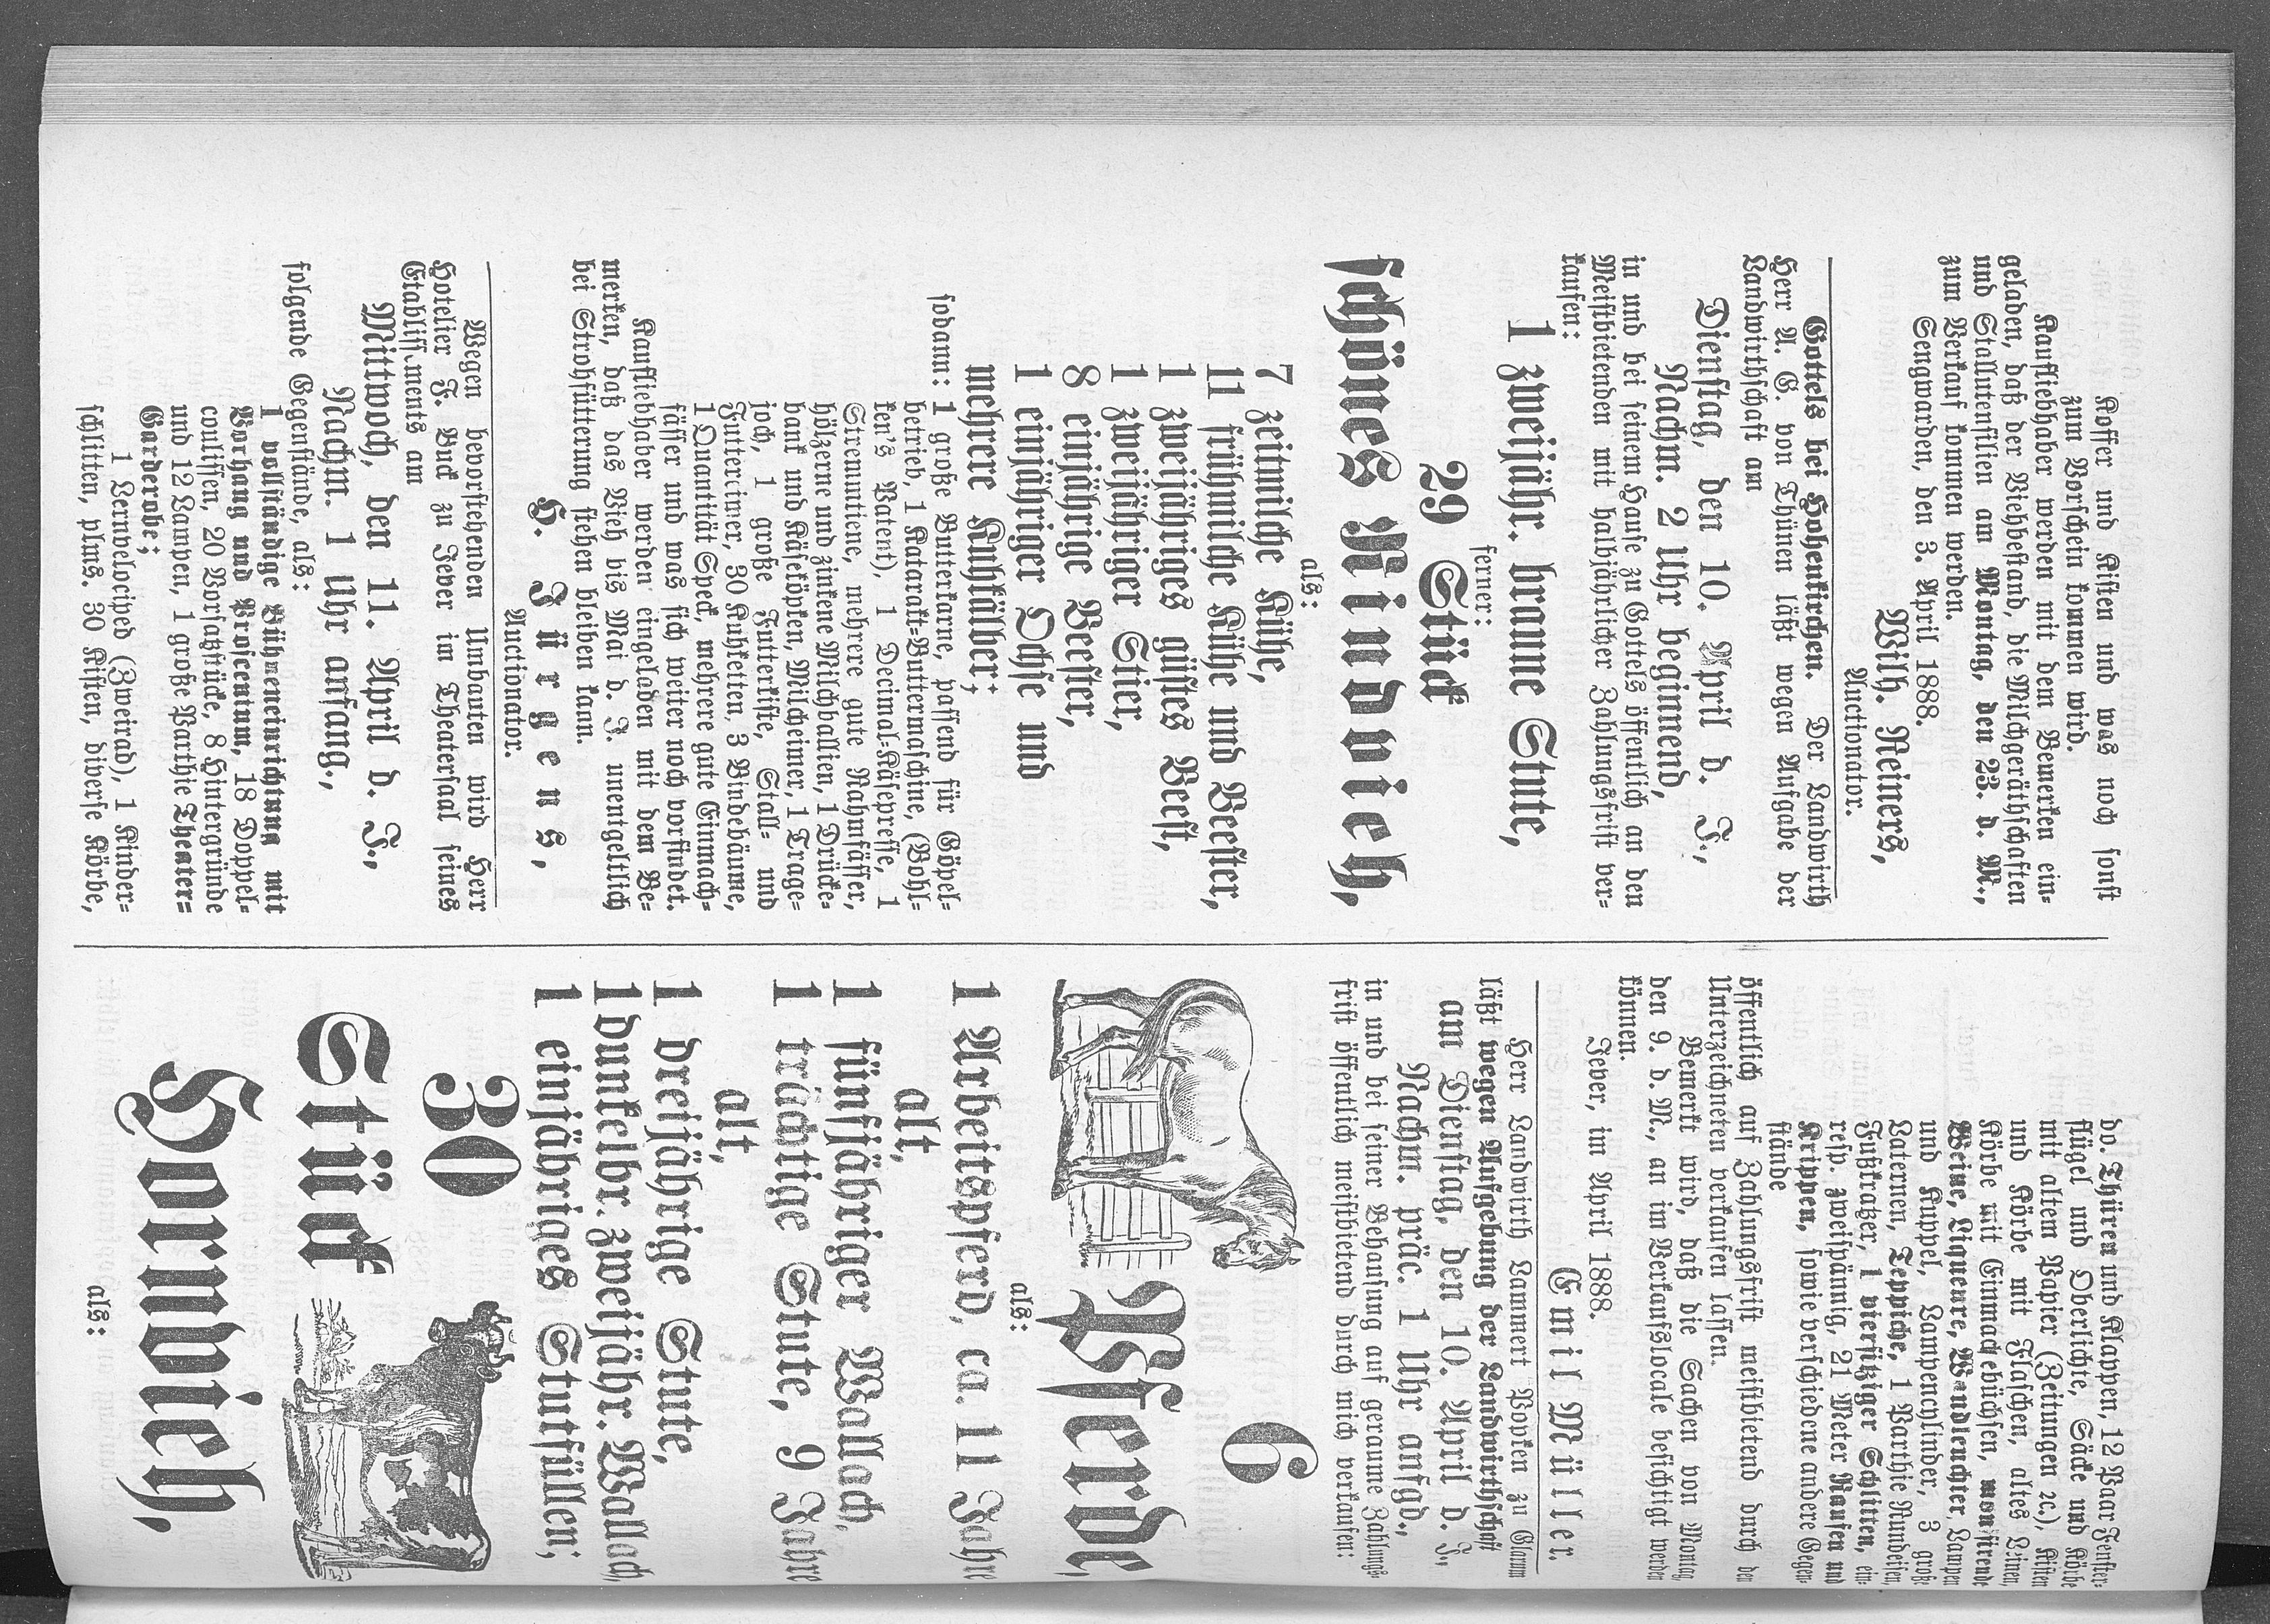 Koffer und Kisten und was noch sonst
zum Vorschein kommen wird.
Kaufliebhaber werden mit dem Bemerken ein-
geladen, daß der Viehbestand, die Milchgeräthschaften
und Stallutensilien am Montag, den 23. d. M.,
zum Verkauf kommen werden.
Sengwarden, den 3. April 1888.
Wilh. Reiners,
Auctionator.
Gottels bei Hohenkirchen. Der Landwirth
Herr A. G. von Thünen läßt wegen Aufgabe der
Landwirthschaft am
Dienstag, den 10. April d. J.,
Nachm. 2 Uhr beginnend,
in und bei seinem Hause zu Gottels öffentlich an den
Meistbietenden mit halbjährlicher Zahlungsfrist ver-
kaufen:
1 zweijähr. braune Stute,
ferner:
29 Stück
schönes Rindvieh,
als:
7 zeitmilche Kühe,
11 frühmilche Kühe und Beester,
1 zweijähriges güstes Beest,
1 zweijähriger Stier,
8 einjährige Beester,
1 einjähriger Ochse und
mehrere Kuhkälber;
sodann: 1 große Butterkarne, passend für Göpel-
betrieb, 1 Katarakt-Buttermaschine, (Bohl-
ken's Patent), 1 Decimal-Käsepresse, 1
Stremmtiene, mehrere gute Rahmfässer,
hölzerne und zinkene Milchballien, 1 Drücke-
bank und Käseköpken, Milcheimer, 1 Trage-
joch, 1 große Futterkiste, Stall- und
Futtereimer, 30 Kuhketten, 3 Bindebäume,
1 Quantität Speck, mehrere gute Einmach-
fässer und was sich weiter noch vorfindet.
Kaufliebhaber werden eingeladen mit dem Be-
merken, daß das Vieh bis Mai d. J. unentgeltlich
bei Strohfütterung stehen bleiben kann.
H. Jürgens,
Auctionator.
Wegen bevorstehenden Umbauten wird Herr
Hotelier F. Buck zu Jever im Theatersaal seines
Etablissements am
Mittwoch, den 11. April d. J.,
Nachm. 1 Uhr anfang.,
folgende Gegenstände, als:
1 vollständige Bühneneinrichtung mit
Vorhang und Proscenium, 18 Doppel-
coulissen, 20 Vorsatzstücke, 8 Hintergründe
und 12 Lampen, 1 große Parthie Theater-
Garderobe;
1 Vernvelociped (Zweirad), 1 Kinder-
schlitten, plms. 30 Kisten, diverse Körbe,
do. Thüren und Klappen, 12 Paar Fenster-
flügel und Oberlichte, Säcke und Körbe
mit altem Papier (Zeitungen ꝛc.), Kisten
und Körbe mit Flaschen, altes Linen,
Körbe mit Einmachebüchsen, moussirende
Weine, Liqueure, Wandleuchter, Lampen
und Kuppel, Lampencylinder, 3 große
Laternen, Teppiche, 1 Parthie Rundeisen,
Fußkratzer, 1 viersitziger Schlitten, ein-
resp. zweispännig, 21 Meter Raufen und
Krippen, sowie verschiedene andere Gegen-
stände
öffentlich auf Zahlungsfrist meistbietend durch den
Unterzeichneten verkaufen lassen.
Bemerkt wird, daß die Sachen von Montag,
den 9. d. M., an im Verkaufslocale besichtigt werden
können.
Jever, im April 1888.
Emil Müller.
Herr Landwirth Lammert Popken zu Glarum
läßt wegen Aufgebung der Landwirthschaft
am Dienstag, den 10. April d. J.,
Nachm. präc. 1 Uhr anfgd.,
in und bei seiner Behausung auf geraume Zahlungs-
frist öffentlich meistbietend durch mich verkaufen:
6
Pferde,
als:
1 Arbeitspferd, ca. 11 Jahre
alt,
1 fünfjähriger Wallach,
1 trächtige Stute, 9 Jahre
alt,
1 dreijährige Stute,
1 dunkelbr. zweijähr. Wallach,
1 einjähriges Stutfüllen;
30
Stück
Hornvieh,
als: